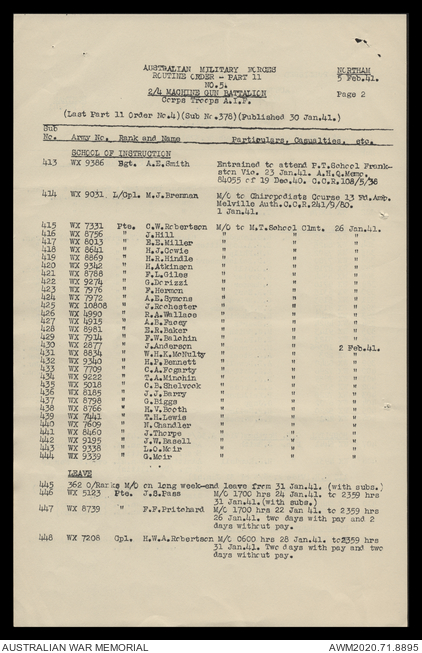 AUSTRALIAN MILITARY FORCES
ROUTINE ORDER - PART 11
NO.5.
2/4 MACHINE GUN BATTALION
Corps Troops A.I.F.
NORTHAM
5 Feb.41.
Page 2
(Last Part 11 Order No.4)(Sub No.378)(Published 30 Jan.41.)
Sub
No. Army No. Rank and Name Particulars, Casualties, etc.
SCHOOL OF INSTRUCTION
413 WX 9386 Sgt. A.E.Smith Entrained to attend P.T.School Frank-
ston Vic. 23 Jan.41. A.H.Q.Memo.
84055 of 19 Dec.40. C.C.R.108/5/38
414 WX 9031 L/Cpl. M.J.Brennan M/O to Chiropodists Course 13 Fd.Amb.
Melville Auth.C.C.R.241/9/80.
1 Jan.41.
415 WX 7331 Pte. C.W.Robertson M/O to M.T.School Clmt. 26 Jan.41.
416 WX 8756 " J.Hill " "
417 WX 8013 " E.E.Miller " "
418 WX 8641 " H.J.Cowie " "
419 WX 8869 " H.R.Hindle " "
420 WX 9342 " H.Atkinson " "
421 WX 8788 " F.L.Giles " "
422 WX 9274 " G.Dorizzi " "
423 WX 7976 " F.Hermon " "
424 WX 7972 " A.E.Symons " "
425 WX 10808 " J.Rochester " "
426 WX 4990 " R.A.Wallace " "
427 WX 4915 " A.B.Facey " "
428 WX 8981 " E.R.Baker " "
429 WX 7914 " F.W.Balchin " "
430 WX 2877 " J.Anderson " 2 Feb.41.
431 WX 8834 " W.H.K.McNulty " "
432 WX 9340 " H.F.Bennett " "
433 WX 7709 " C.A.Fogarty " "
434 WX 9222 " T.A.Minchin " "
435 WX 5018 " C.B.Shelvock " "
436 WX 8185 " J.J.Barry " "
437 WX 8798 " G.Biggs " "
438 WX 8766 " H.V.Booth " "
439 WX 7441 " T.H.Lewis " "
440 WX 7609 " N.Chandler " "
441 WX 8460 " J.Thorpe " "
442 WX 9195 " J.W.Basell " "
443 WX 9338 " L.O.Moir " "
444 WX 9339 " G.Moir " "
LEAVE
445 362 O/Ranks M/O on long week-end leave from 31 Jan.41. (with subs.)
446 WX 5123 Pte. J.S.Pass M/O 1700 hrs 24 Jan.41. to 2359 hrs
31 Jan.41.(with subs.)
447 WX 8739 " F.F.Pritchard M/O 1700 hrs 22 Jan 41. to 2359 hrs
26 Jan.41. two days with pay and 2
days without pay.
448 WX 7208 Cpl. H.W.A.Robertson M/O 0600 hrs 28 Jan.41. to2359 hrs
31 Jan.41. Two days with pay and two
days without pay.
AUSTRALIAN WAR MEMORIAL AWM2020.71.8895